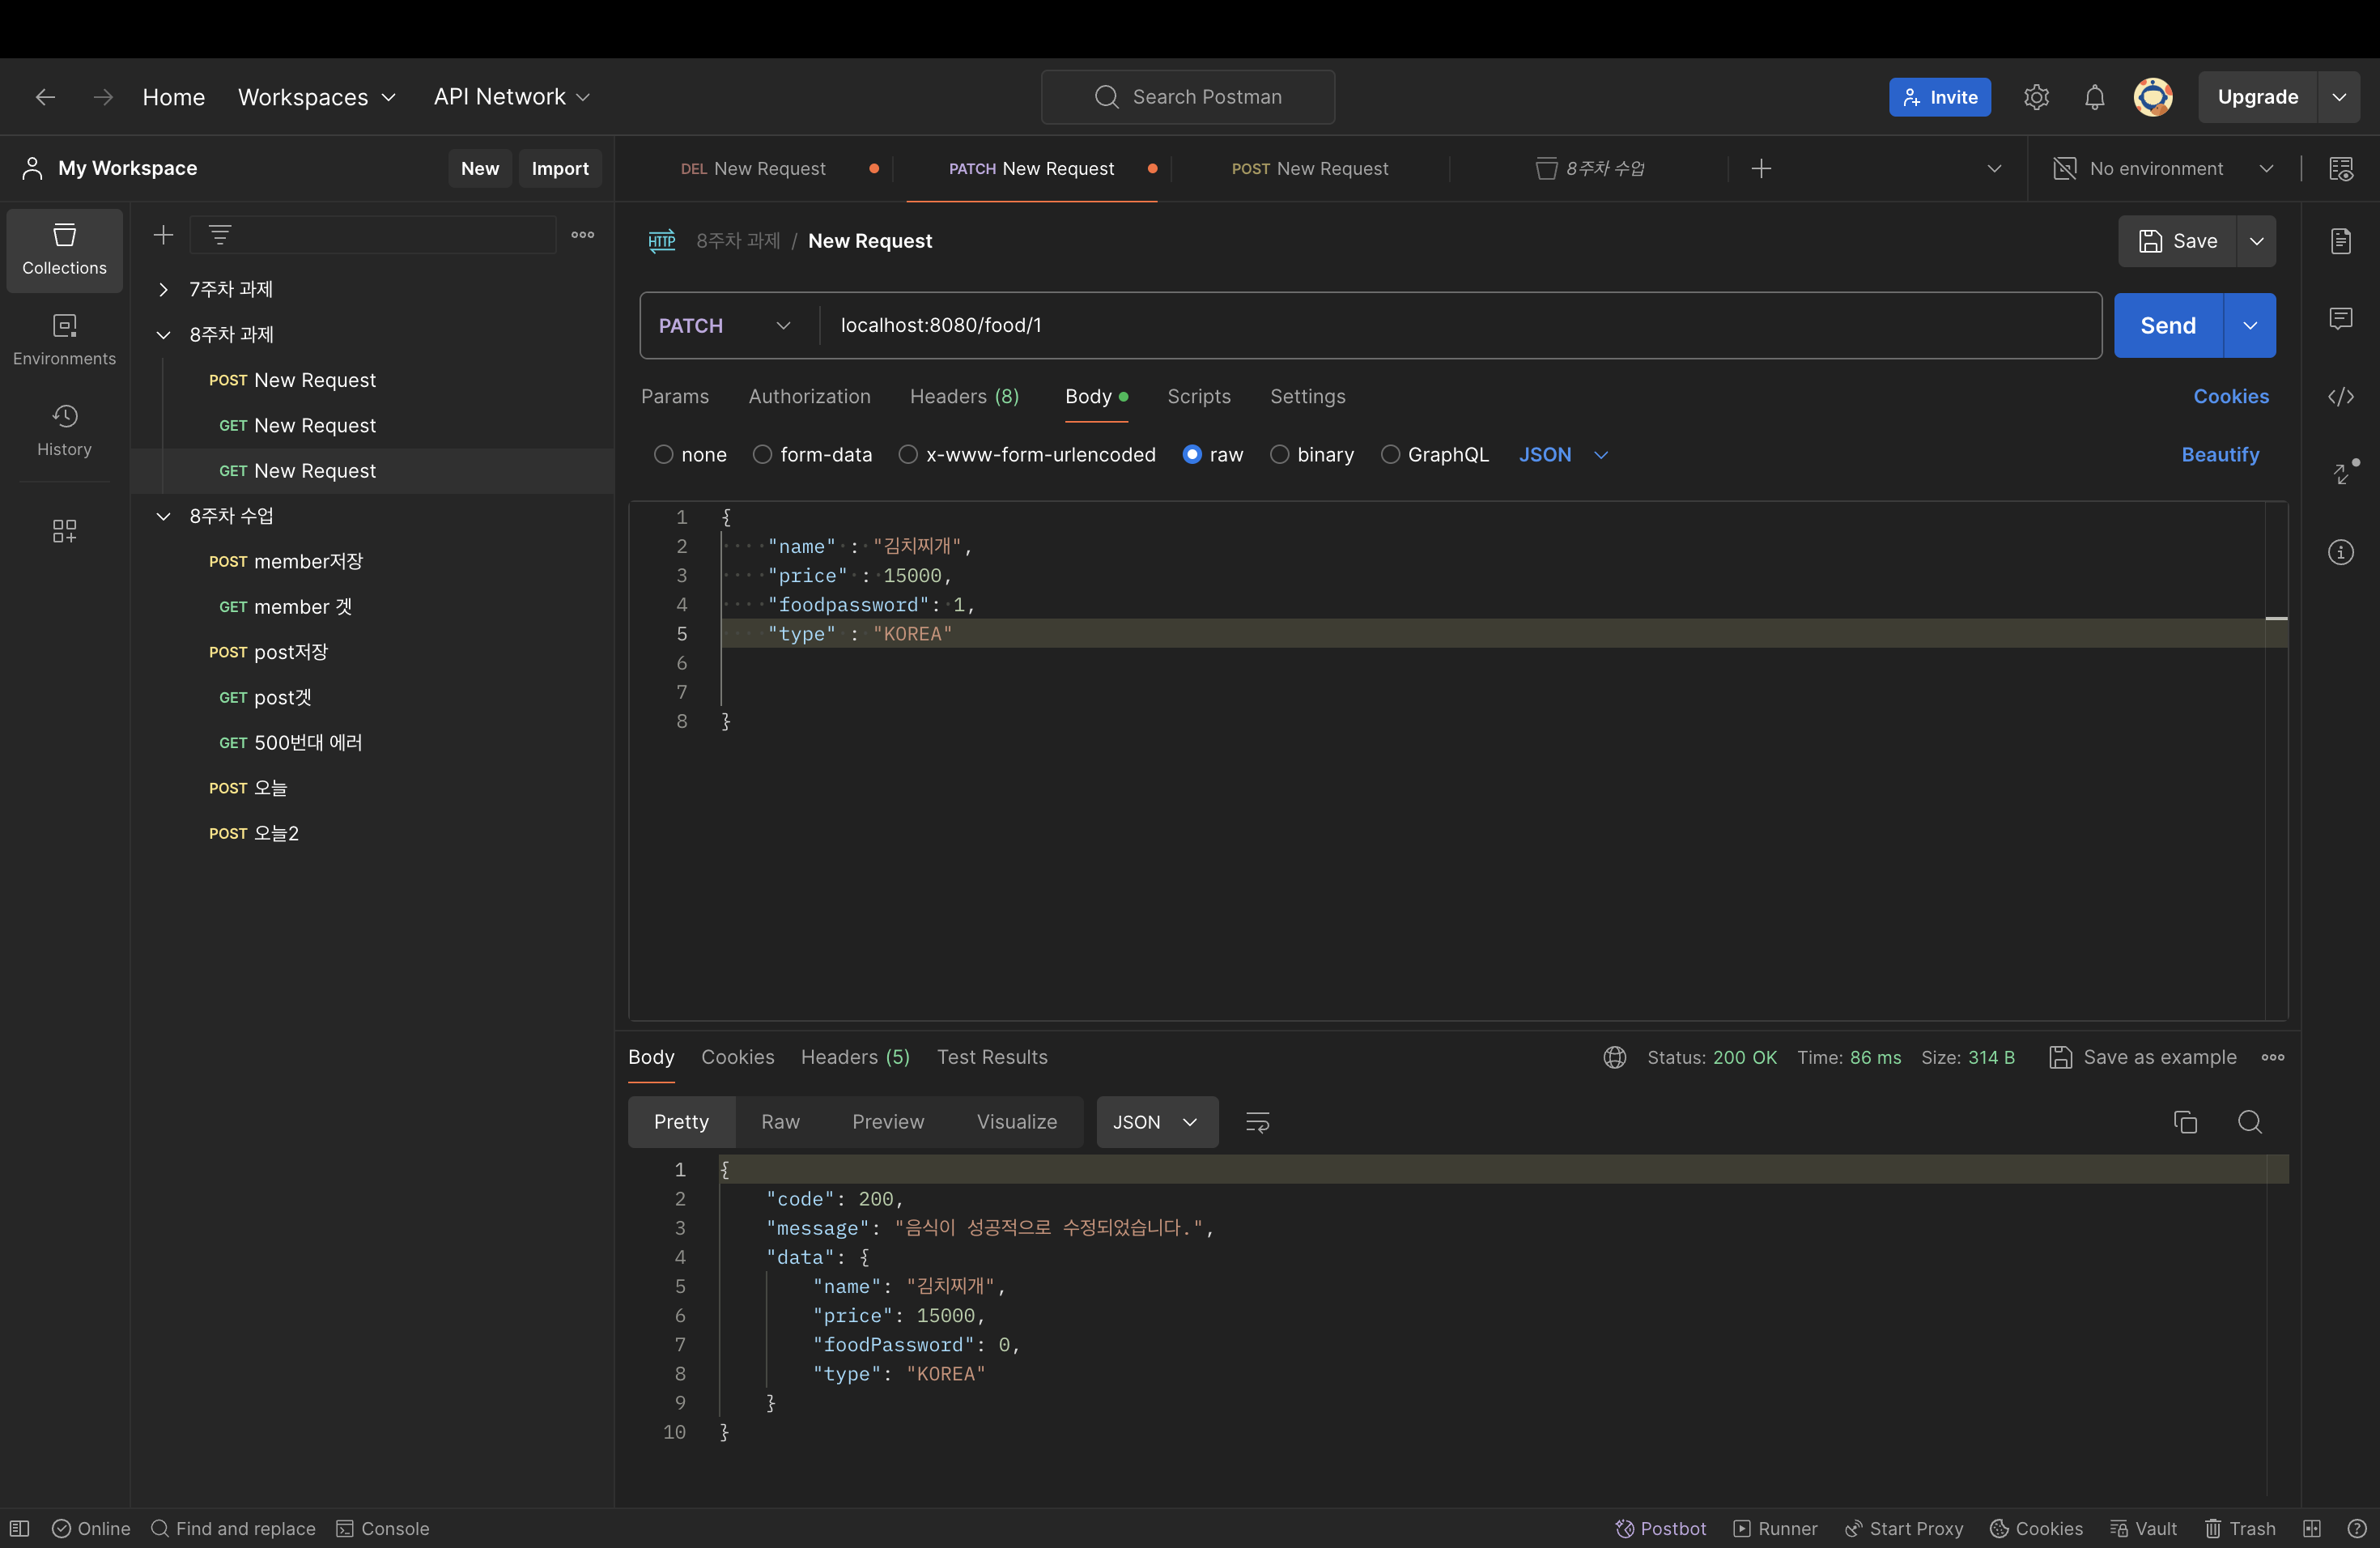 Home Workspaces API Network Search Postman Invite Upgrade
My Workspace New Import DEL New Request PATCH New Request POST New Request 8주차 수업 No environment
Collections
Environments
History
7주차 과제
8주차 과제
POST New Request
GET New Request
GET New Request
8주차 수업
POST member저장
GET member 겟
POST post저장
GET post겟
GET 500번대 에러
POST 오늘
POST 오늘2
HTTP 8주차 과제 / New Request Save
PATCH localhost:8080/food/1 Send
Params Authorization Headers (8) Body Scripts Settings Cookies
none form-data x-www-form-urlencoded raw binary GraphQL JSON Beautify
1 {
2 "name" : "김치찌개",
3 "price" : 15000,
4 "foodpassword": 1,
5 "type" : "KOREA"
6
7
8 }
Body Cookies Headers (5) Test Results Status: 200 OK Time: 86 ms Size: 314 B Save as example
Pretty Raw Preview Visualize JSON
1 {
2 "code": 200,
3 "message": "음식이 성공적으로 수정되었습니다.",
4 "data": {
5 "name": "김치찌개",
6 "price": 15000,
7 "foodPassword": 0,
8 "type": "KOREA"
9 }
10 }
Online Find and replace Console Postbot Runner Start Proxy Cookies Vault Trash